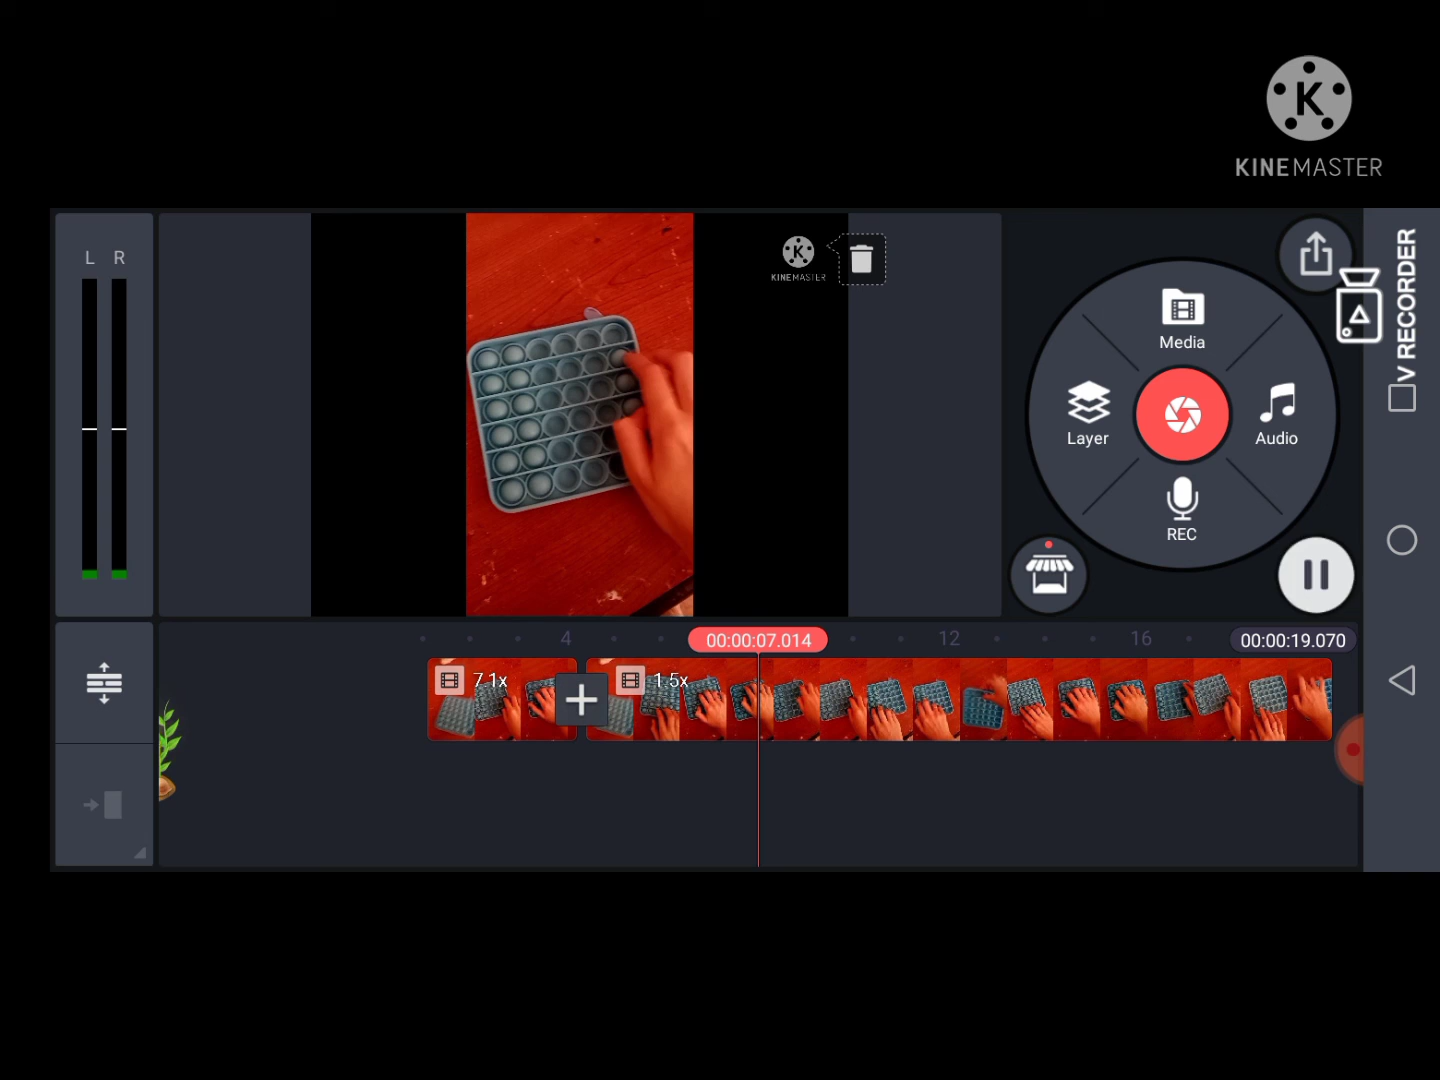 KINEMASTER
L R
KINEMASTER
Media
Layer
Audio
REC
V RECORDER
4
00:00:07.014
12
16
00:00:19.070
7.1x
1.5x